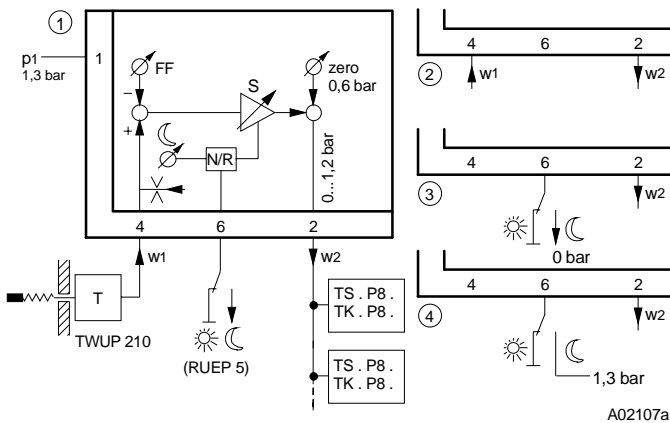 1
p1
1,3 bar
1
FF
zero
0,6 bar
S
–
+
N/R
0...1,2 bar
4
6
2
w1
w2
T
TWUP 210
(RUEP 5)
TS . P8 .
TK . P8 .
TS . P8 .
TK . P8 .
4
6
2
2
w1
w2
4
6
2
3
w2
0 bar
4
6
2
4
w2
1,3 bar
A02107a